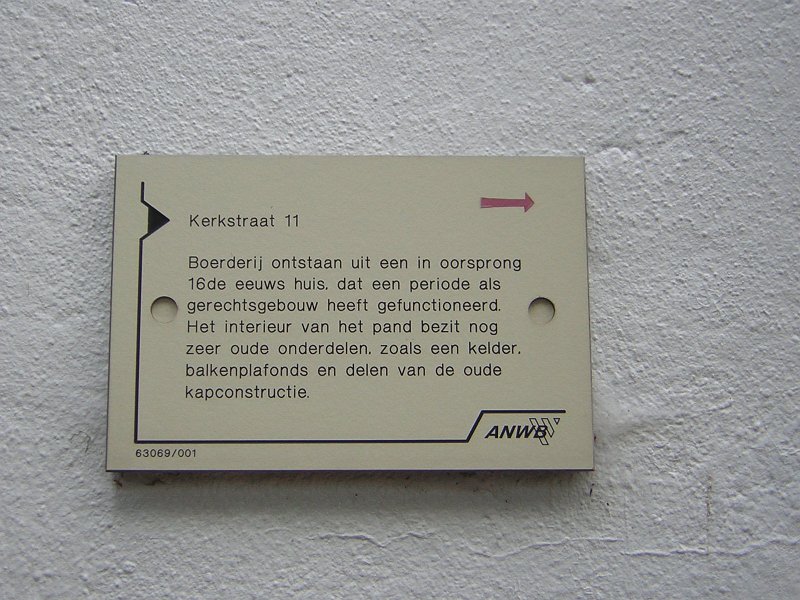 Kerkstraat 11
Boerderij ontstaan uit een in oorsprong
16de eeuws huis, dat een periode als
gerechtsgebouw heeft gefunctioneerd.
Het interieur van het pand bezit nog
zeer oude onderdelen, zoals een kelder,
balkenplafonds en delen van de oude
kapconstructie.
ANWB
63069/001